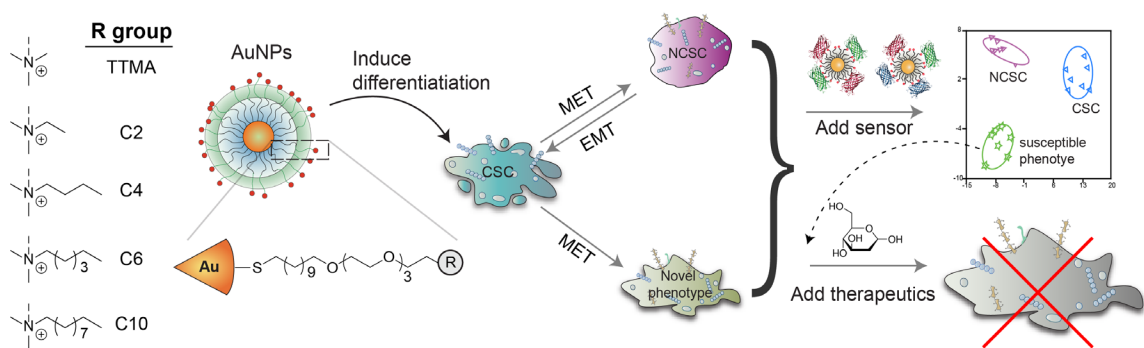 R group
TTMA
C2
C4
C6
C10
N
⊕
N
⊕
N
⊕
N
⊕
3
N
⊕
7
AuNPs
Induce
differentiation
Au
S
9
O
O
3
R
CSC
MET
EMT
MET
NCSC
Novel
phenotype
Add sensor
8
2
-4
-10
-15
-8
-1
6
13
20
NCSC
CSC
susceptible
phenotye
HO
HO
OH
O
OH
HO
Add therapeutics